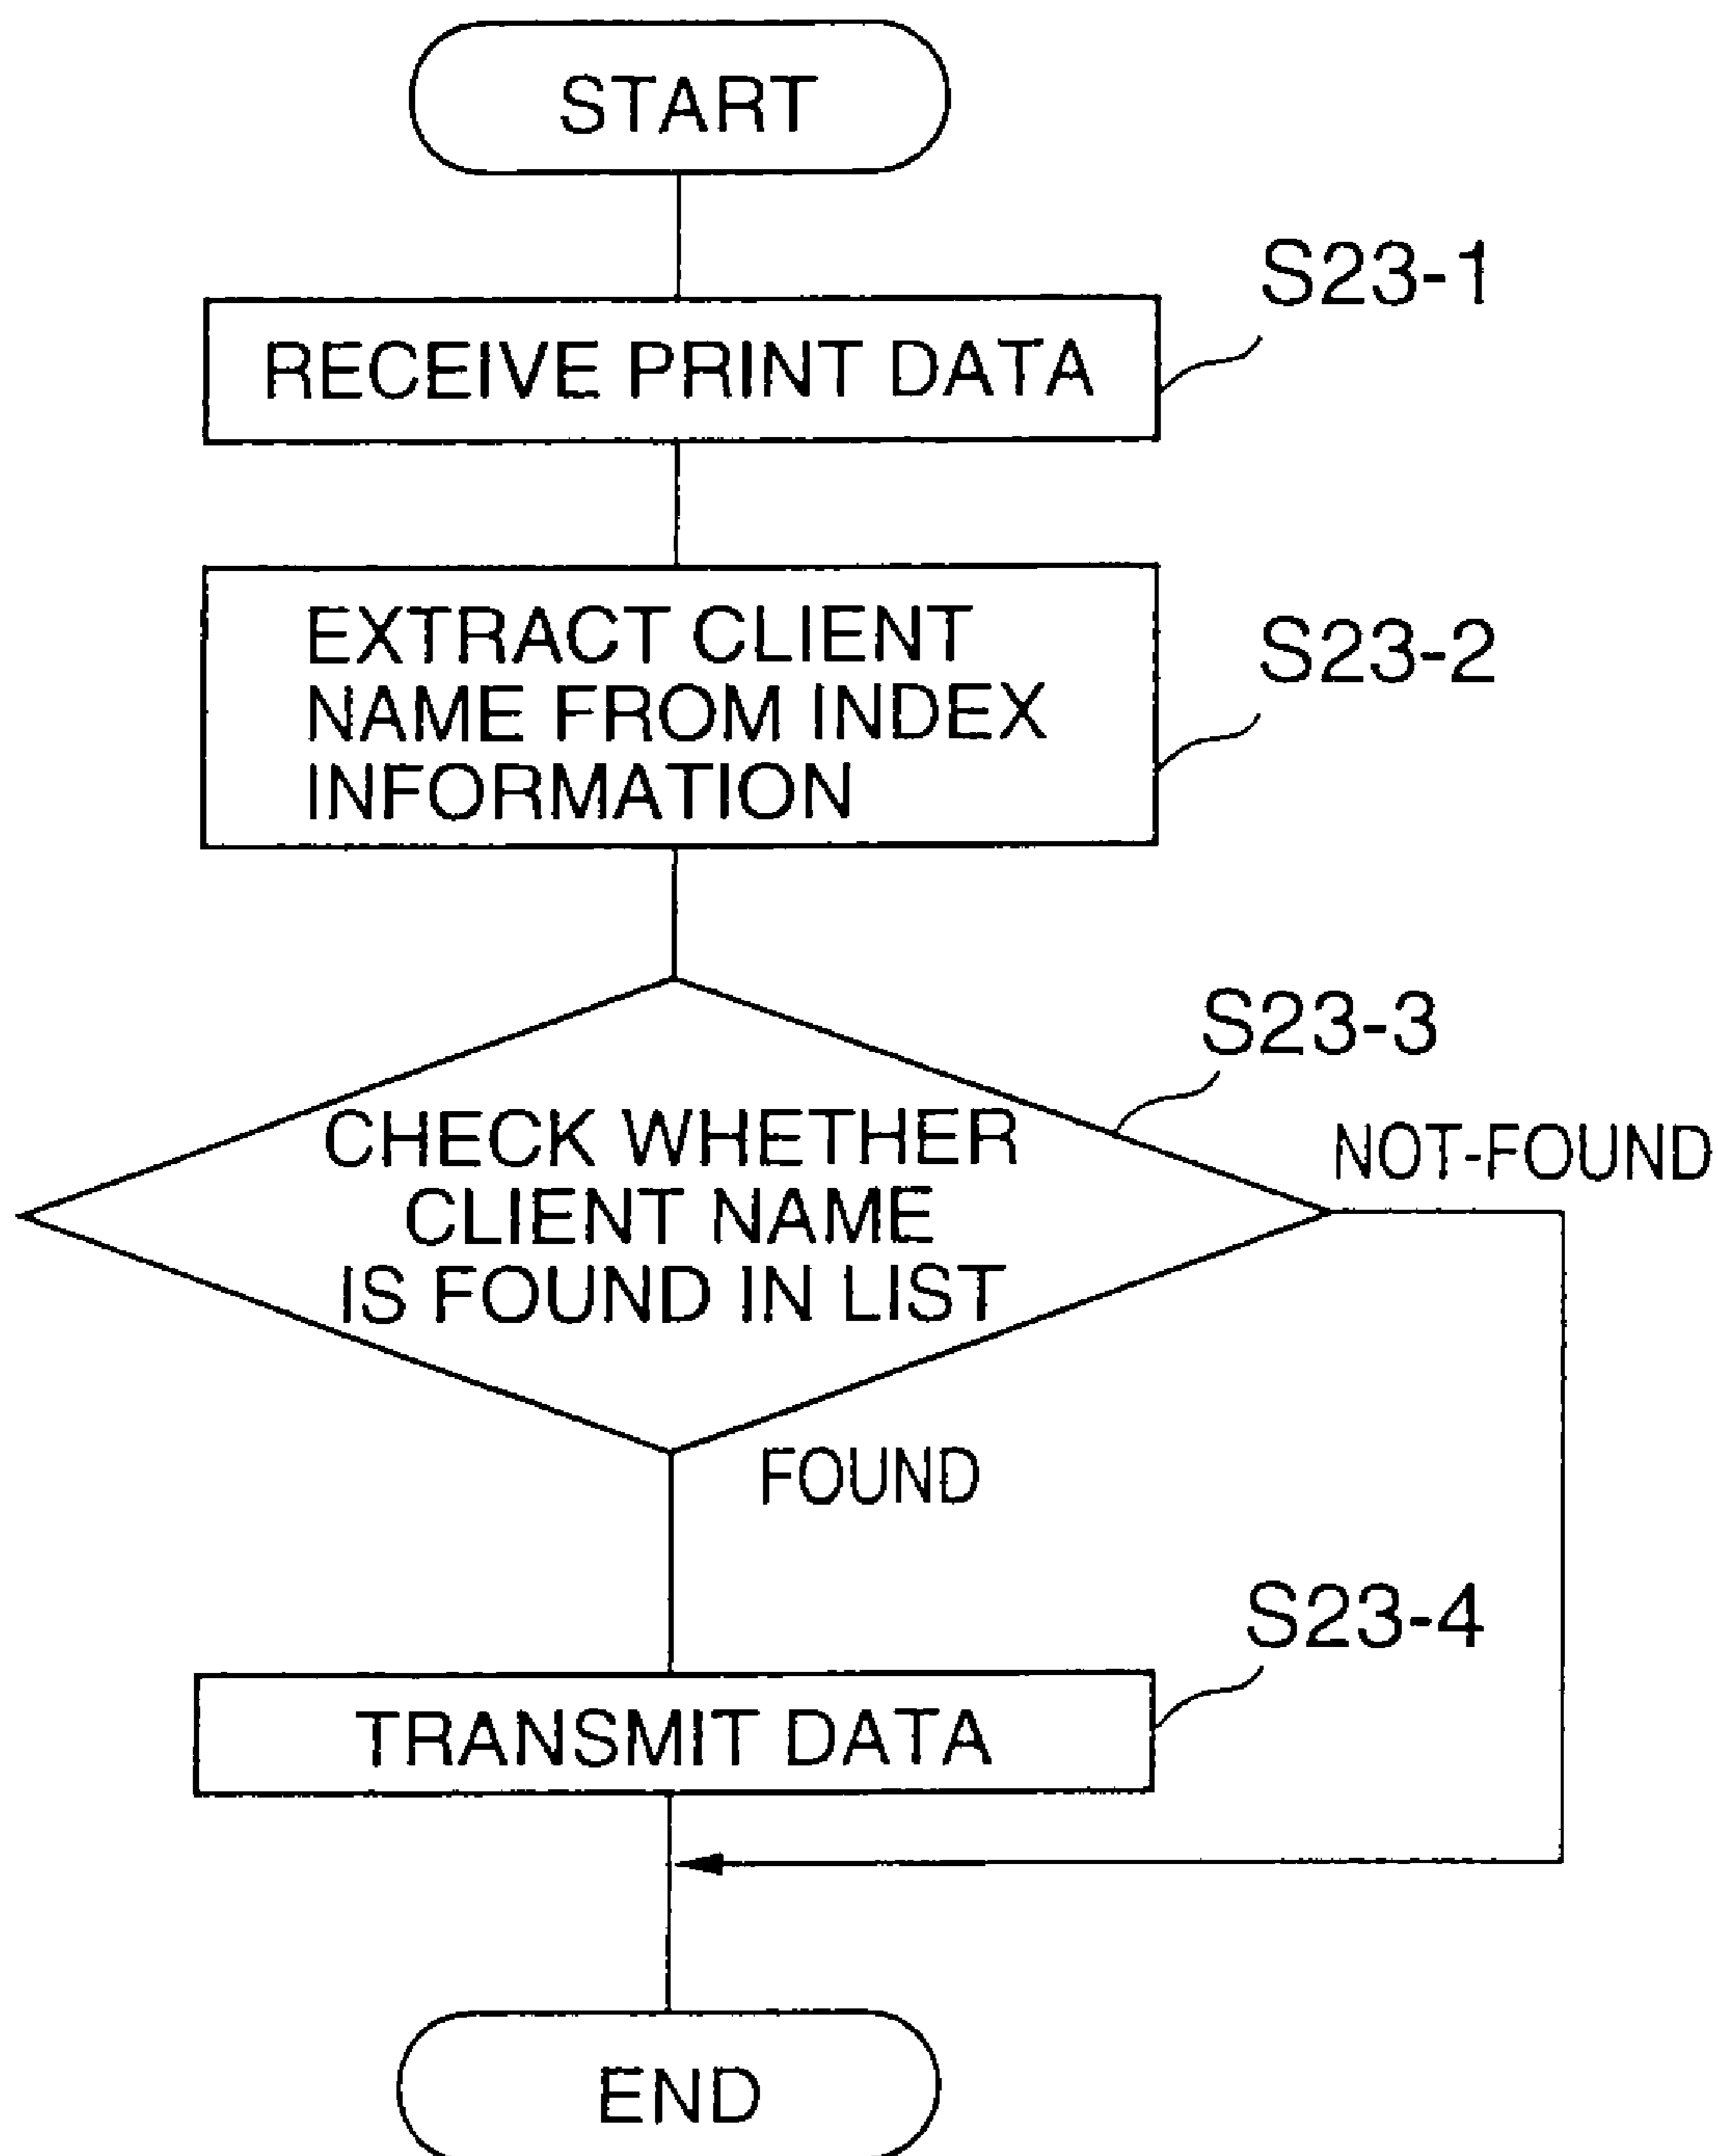 START
S23-1
RECEIVE PRINT DATA
EXTRACT CLIENT
NAME FROM INDEX
INFORMATION
S23-2
S23-3
CHECK WHETHER
CLIENT NAME
IS FOUND IN LIST
NOT-FOUND
FOUND
S23-4
TRANSMIT DATA
END